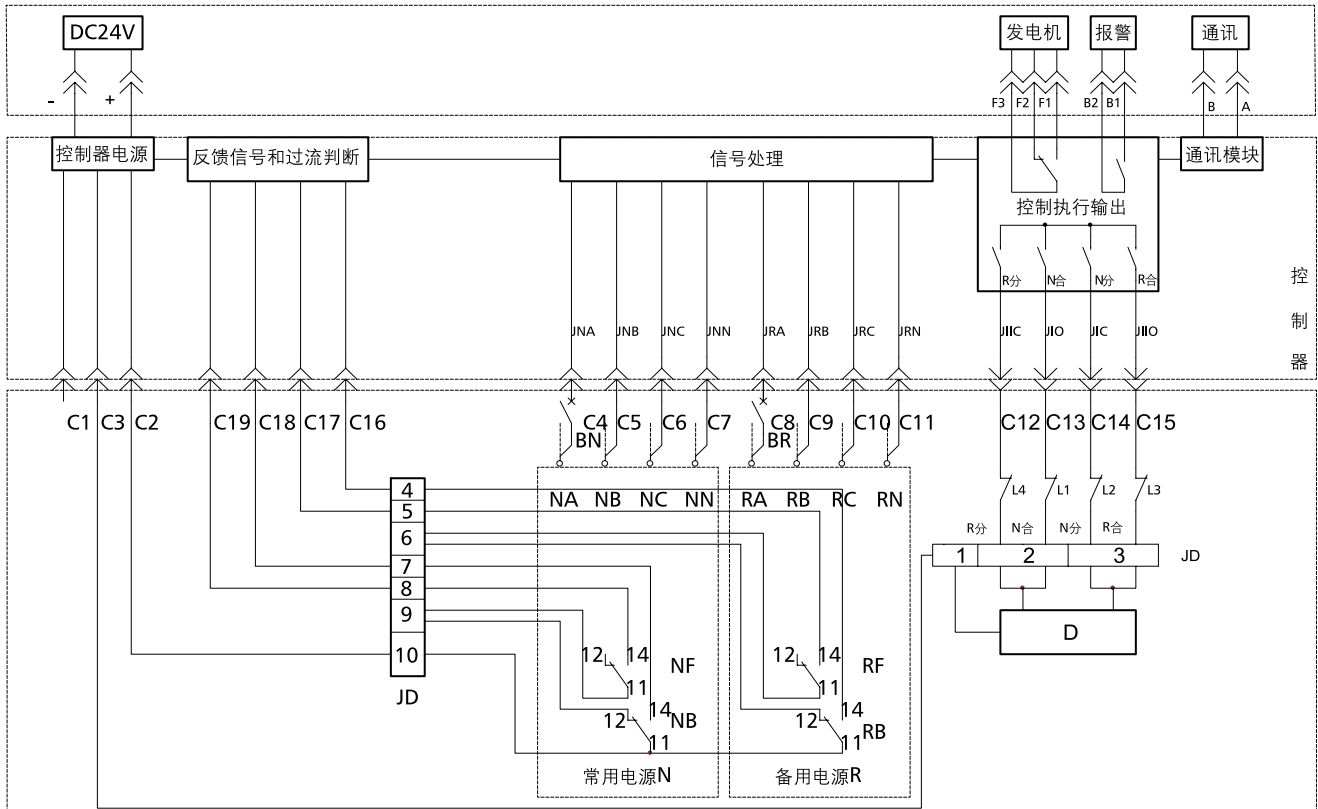 DC24V
发电机
报警
通讯
-
+
F3
F2
F1
B2
B1
B
A
控制器电源
反馈信号和过流判断
信号处理
通讯模块
控制执行输出
R分
N合
N分
R合
控
制
器
JNA
JNB
JNC
JNN
JRA
JRB
JRC
JRN
JIIC
JIO
JIC
JIIO
C1
C3
C2
C19
C18
C17
C16
C4
C5
C6
C7
C8
C9
C10
C11
C12
C13
C14
C15
BN
BR
NA
NB
NC
NN
RA
RB
RC
RN
L4
L1
L2
L3
R分
N合
N分
R合
4
5
6
7
8
9
10
JD
1
2
3
JD
D
12
14
11
NF
12
14
11
NB
12
14
11
RF
12
14
11
RB
常用电源N
备用电源R